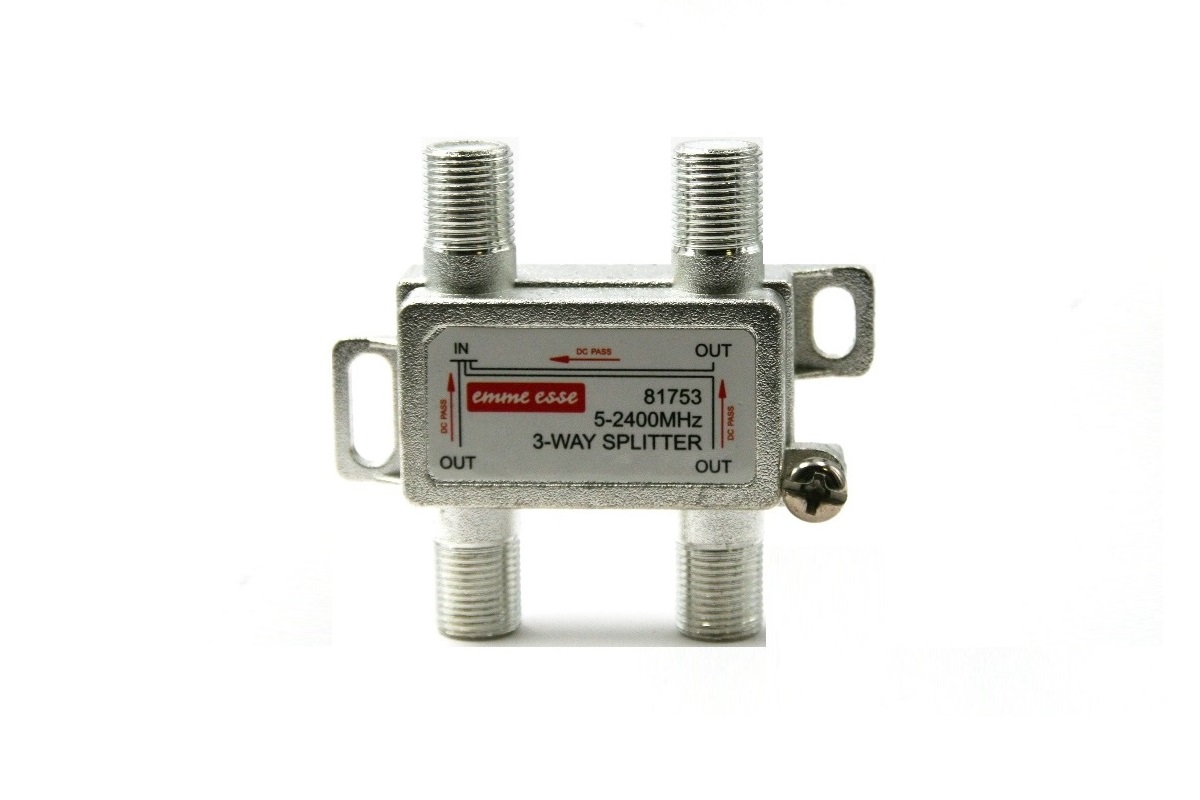 IN DC PASS OUT
emme esse 81753
DC PASS 5-2400MHz DC PASS
3-WAY SPLITTER
OUT OUT